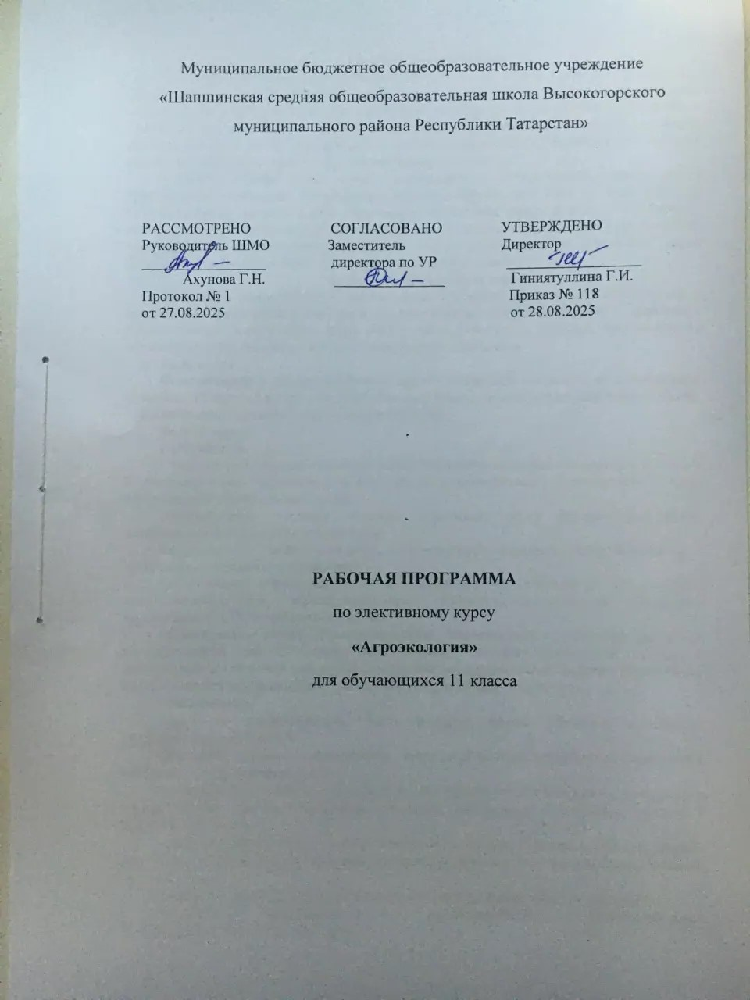 Муниципальное бюджетное общеобразовательное учреждение
«Шапшинская средняя общеобразовательная школа Высокогорского
муниципального района Республики Татарстан»
РАССМОТРЕНО
Руководитель ШМО
Ахунова Г.Н.
Протокол № 1
от 27.08.2025
СОГЛАСОВАНО
Заместитель
директора по УР
УТВЕРЖДЕНО
Директор
Гиниятуллина Г.И.
Приказ № 118
от 28.08.2025
РАБОЧАЯ ПРОГРАММА
по элективному курсу
«Агроэкология»
для обучающихся 11 класса